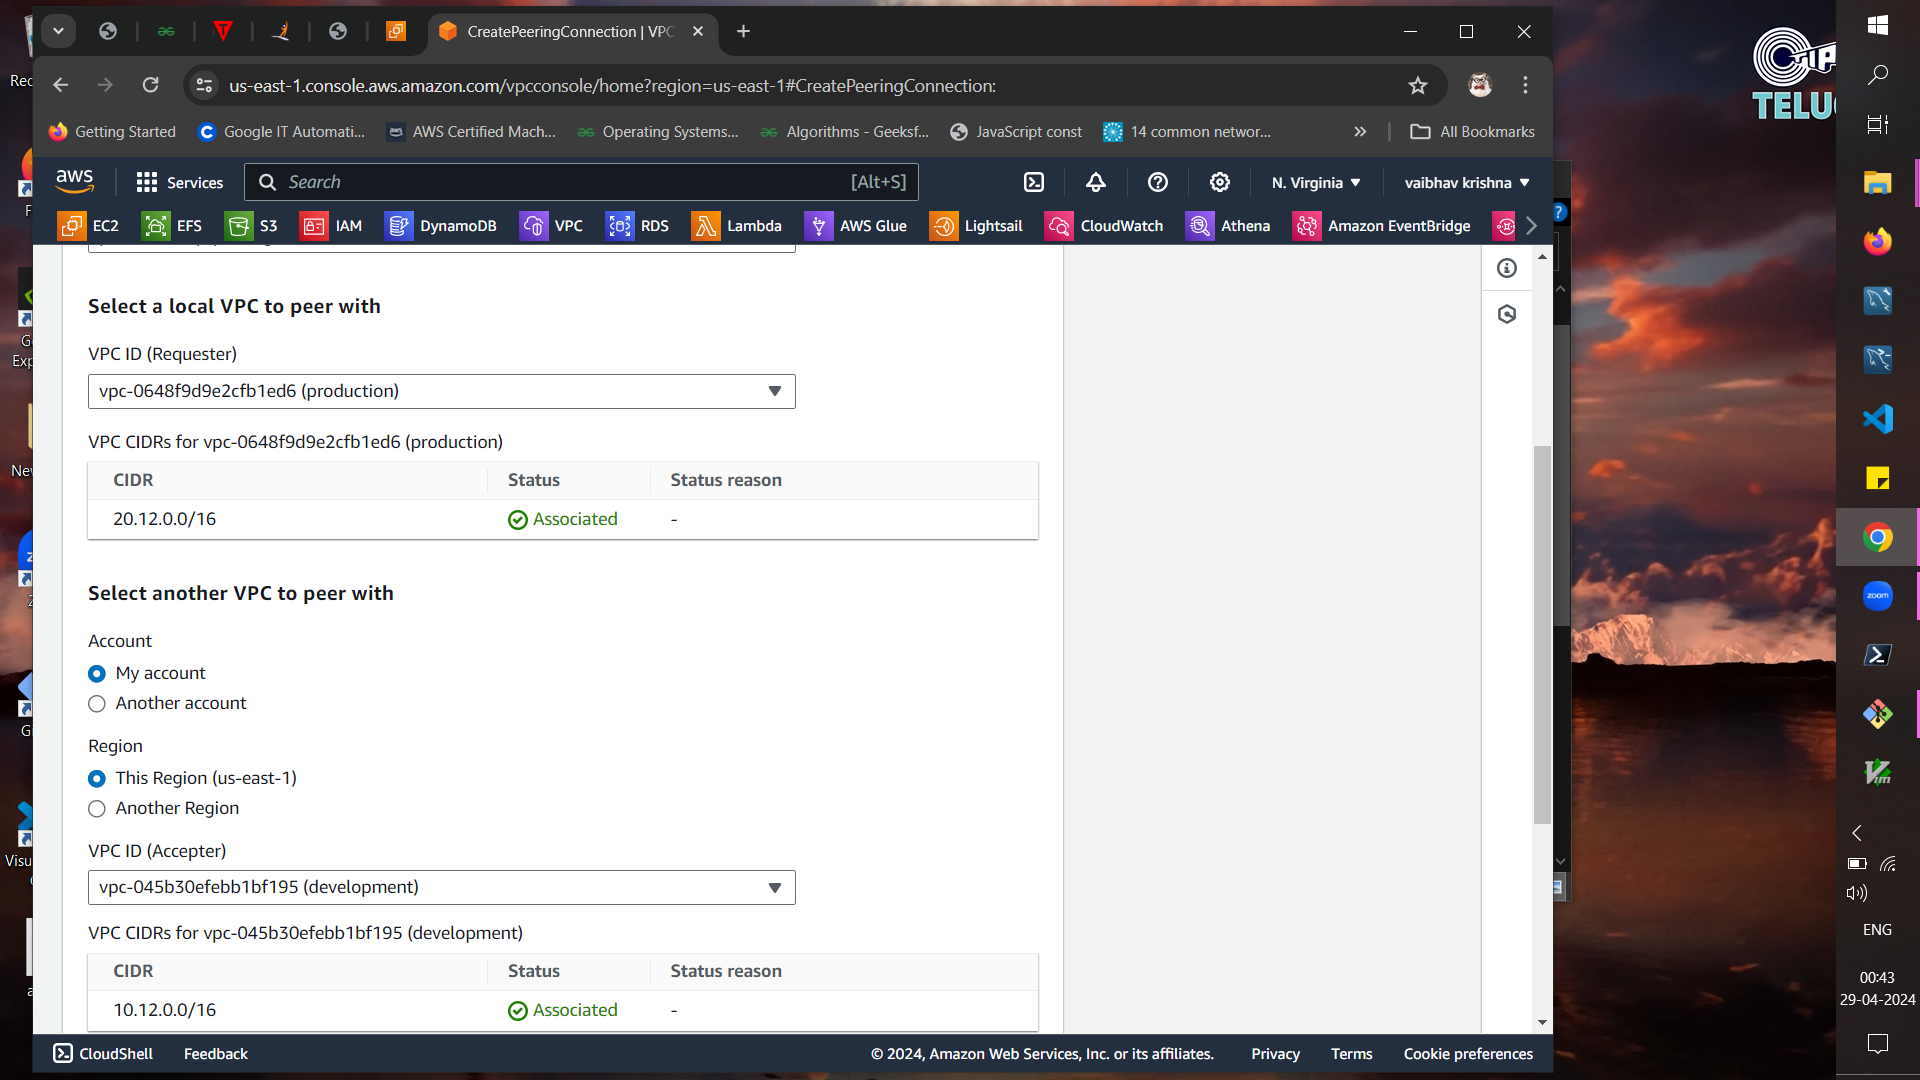 CreatePeeringConnection | VPC
us-east-1.console.aws.amazon.com/vpcconsole/home?region=us-east-1#CreatePeeringConnection:
Getting Started
Google IT Automati...
AWS Certified Mach...
Operating Systems...
Algorithms - Geeksf...
JavaScript const
14 common networ...
All Bookmarks
aws
Services
Search
[Alt+S]
N. Virginia
vaibhav krishna
EC2
EFS
S3
IAM
DynamoDB
VPC
RDS
Lambda
AWS Glue
Lightsail
CloudWatch
Athena
Amazon EventBridge
Select a local VPC to peer with
VPC ID (Requester)
vpc-0648f9d9e2cfb1ed6 (production)
VPC CIDRs for vpc-0648f9d9e2cfb1ed6 (production)
CIDR Status Status reason
20.12.0.0/16 Associated -
Select another VPC to peer with
Account
My account
Another account
Region
This Region (us-east-1)
Another Region
VPC ID (Accepter)
vpc-045b30efebb1bf195 (development)
VPC CIDRs for vpc-045b30efebb1bf195 (development)
CIDR Status Status reason
10.12.0.0/16 Associated -
CloudShell
Feedback
© 2024, Amazon Web Services, Inc. or its affiliates.
Privacy
Terms
Cookie preferences
zoom
ENG
00:43
29-04-2024